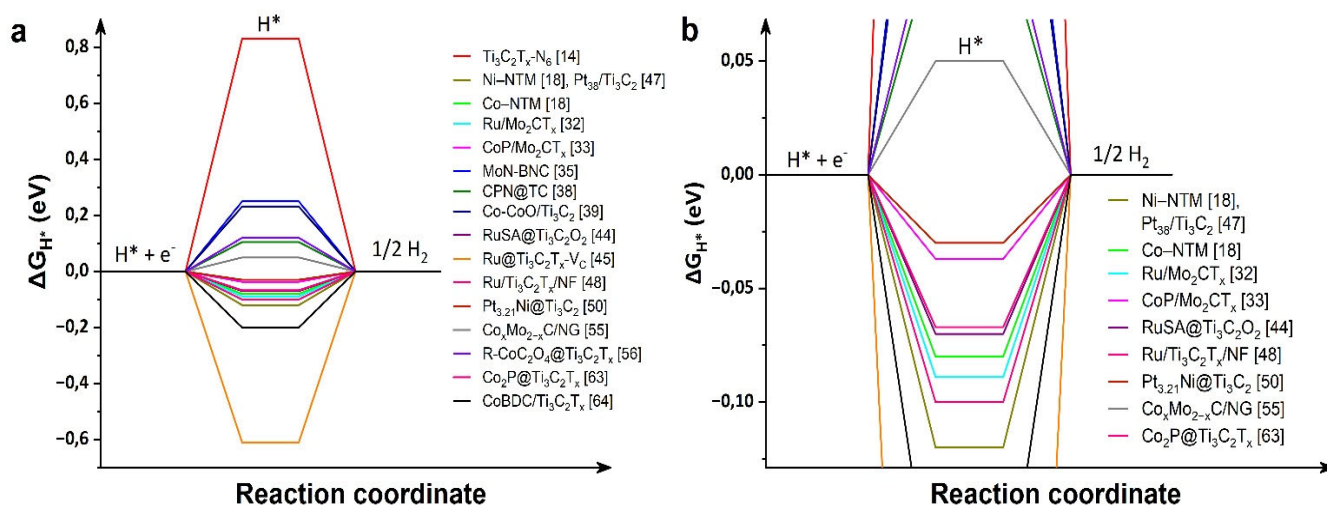 a
H*
0,8
0,6
0,4
0,2
0,0
−0,2
−0,4
−0,6
ΔG_H* (eV)
H* + e⁻
1/2 H₂
Reaction coordinate
Ti₃C₂Tₓ-N₆ [14]
Ni–NTM [18], Pt₃₈/Ti₃C₂ [47]
Co–NTM [18]
Ru/Mo₂CTₓ [32]
CoP/Mo₂CTₓ [33]
MoN-BNC [35]
CPN@TC [38]
Co-CoO/Ti₃C₂ [39]
RuSA@Ti₃C₂O₂ [44]
Ru@Ti₃C₂Tₓ-V_C [45]
Ru/Ti₃C₂Tₓ/NF [48]
Pt₃.₂₁Ni@Ti₃C₂ [50]
CoₓMo₂₋ₓC/NG [55]
R-CoC₂O₄@Ti₃C₂Tₓ [56]
Co₂P@Ti₃C₂Tₓ [63]
CoBDC/Ti₃C₂Tₓ [64]
b
H*
0,05
0,00
−0,05
−0,10
ΔG_H* (eV)
H* + e⁻
1/2 H₂
Reaction coordinate
Ni–NTM [18],
Pt₃₈/Ti₃C₂ [47]
Co–NTM [18]
Ru/Mo₂CTₓ [32]
CoP/Mo₂CTₓ [33]
RuSA@Ti₃C₂O₂ [44]
Ru/Ti₃C₂Tₓ/NF [48]
Pt₃.₂₁Ni@Ti₃C₂ [50]
CoₓMo₂₋ₓC/NG [55]
Co₂P@Ti₃C₂Tₓ [63]